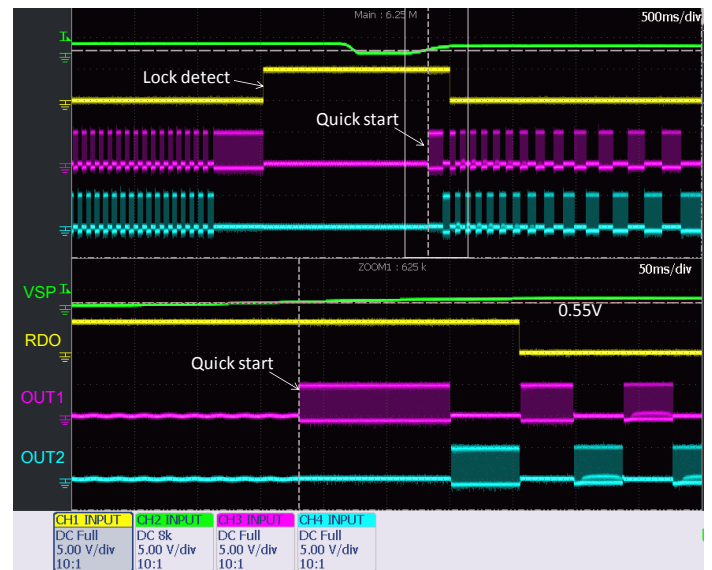 Main : 6.25 M
500ms/div
Lock detect
Quick start
ZOOM1 : 625 k
50ms/div
VSP
0.55V
RDO
Quick start
OUT1
OUT2
CH1 INPUT CH2 INPUT CH3 INPUT CH4 INPUT
DC Full DC 8k DC Full DC Full
5.00 V/div 5.00 V/div 5.00 V/div 5.00 V/div
10:1 10:1 10:1 10:1